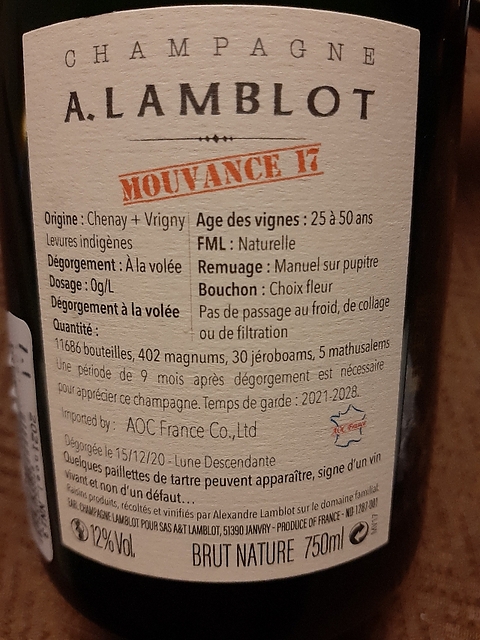 CHAMPAGNE
A. LAMBLOT
MOUVANCE 17
Origine : Chenay + Vrigny
Levures indigènes
Dégorgement : À la volée
Dosage : 0g/L
Dégorgement à la volée
Quantité :
Age des vignes : 25 à 50 ans
FML : Naturelle
Remuage : Manuel sur pupitre
Bouchon : Choix fleur
Pas de passage au froid, de collage
ou de filtration
11686 bouteilles, 402 magnums, 30 jéroboams, 5 mathusalems
Une période de 9 mois après dégorgement est nécessaire
pour apprécier ce champagne. Temps de garde : 2021-2028.
Imported by : AOC France Co.,Ltd
AOC France
Dégorgée le 15/12/20 - Lune Descendante
Quelques paillettes de tartre peuvent apparaître, signe d'un vin
vivant et non d'un défaut...
Raisins produits, récoltés et vinifiés par Alexandre Lamblot sur le domaine familial.
SARL CHAMPAGNE LAMBLOT POUR SAS A&T LAMBLOT, 51390 JANVRY - PRODUCE OF FRANCE - ND 1287 001
12% Vol. BRUT NATURE 750ml